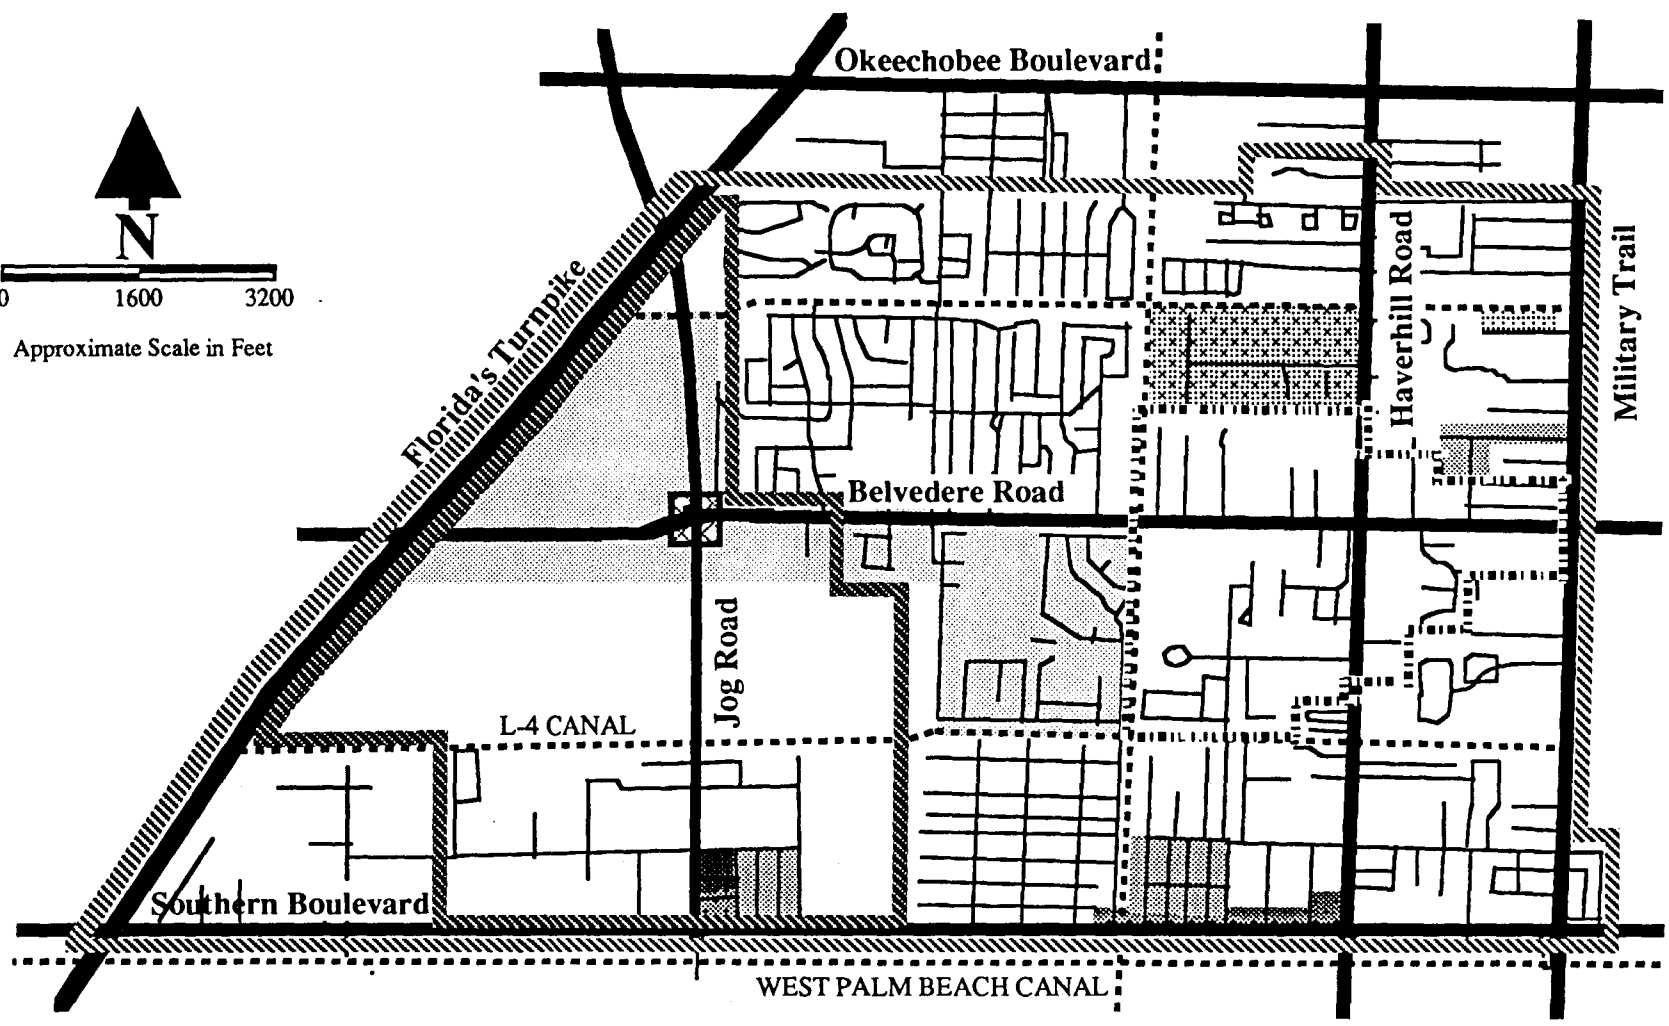 Okeechobee Boulevard
N
0 1600 3200
Approximate Scale in Feet
Florida's Turnpike
Haverhill Road
Military Trail
Belvedere Road
Jog Road
L-4 CANAL
Southern Boulevard
WEST PALM BEACH CANAL